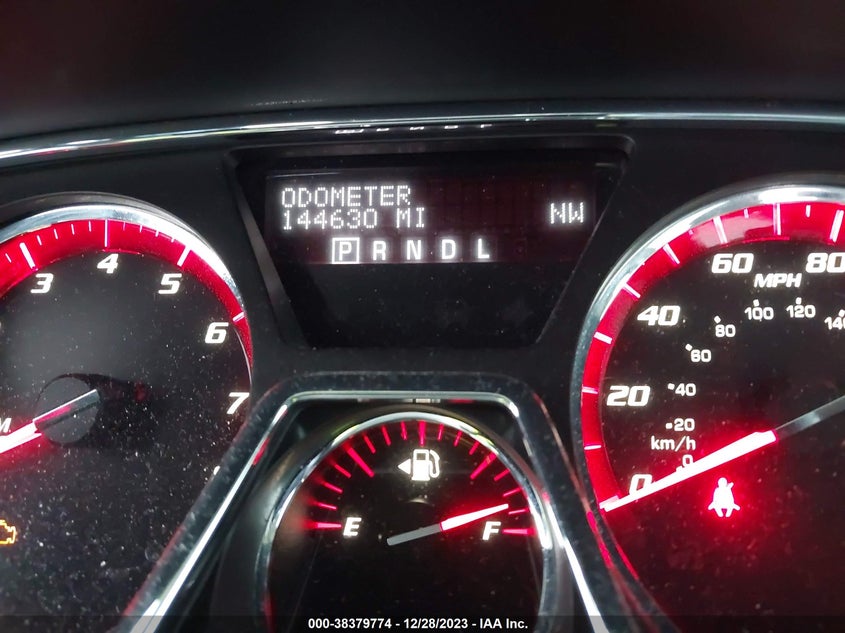 ODOMETER
144630 MI NW
P R N D L
3 4 5 6 7
0 20 40 60 80
MPH
0 20 40 60 80 100 120
km/h
E F
000-38379774 / 12/28/2023 - IAA Inc.